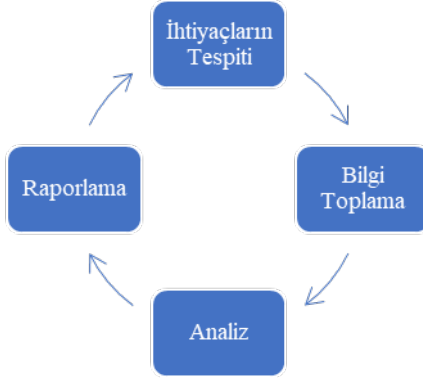 İhtiyaçların
Tespiti
Bilgi
Toplama
Analiz
Raporlama